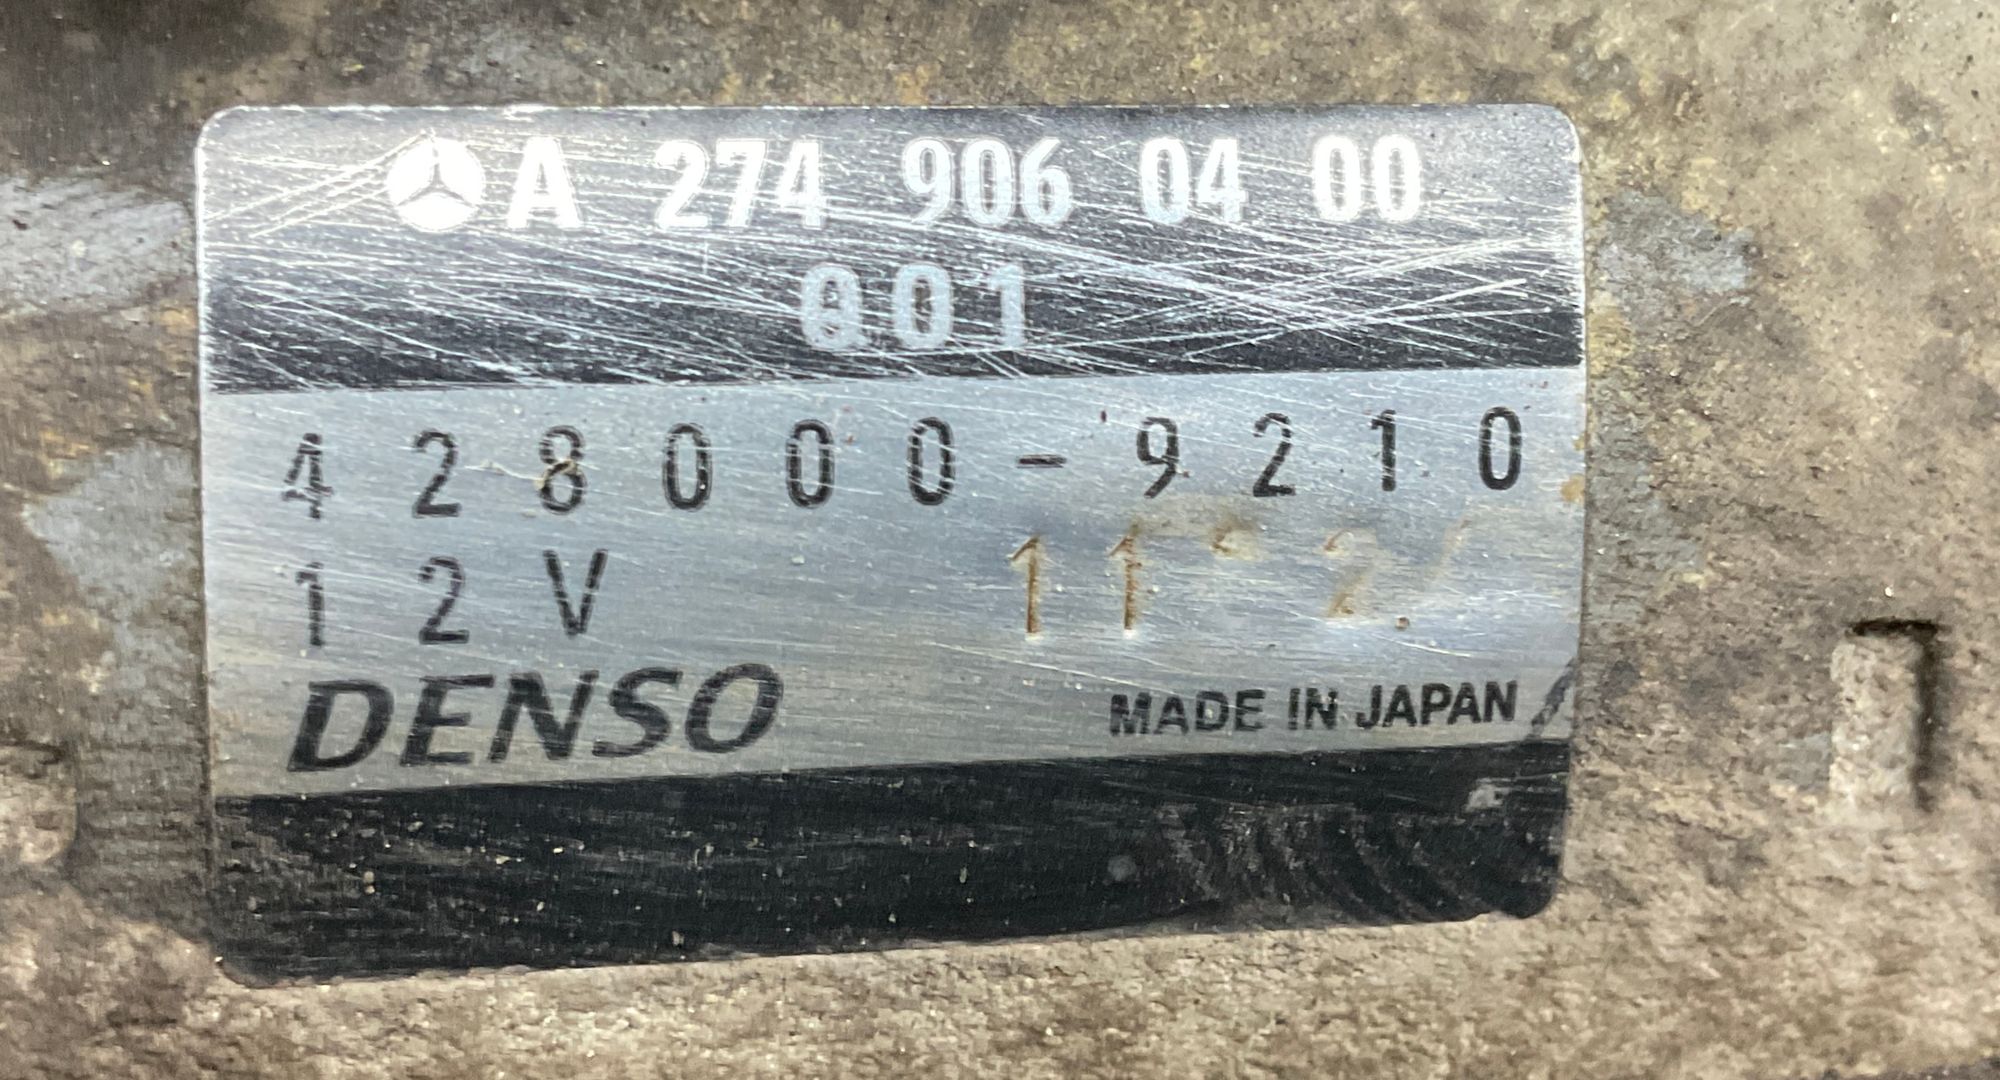 A 274 906 04 00
001
428000-9210
12V
DENSO
MADE IN JAPAN